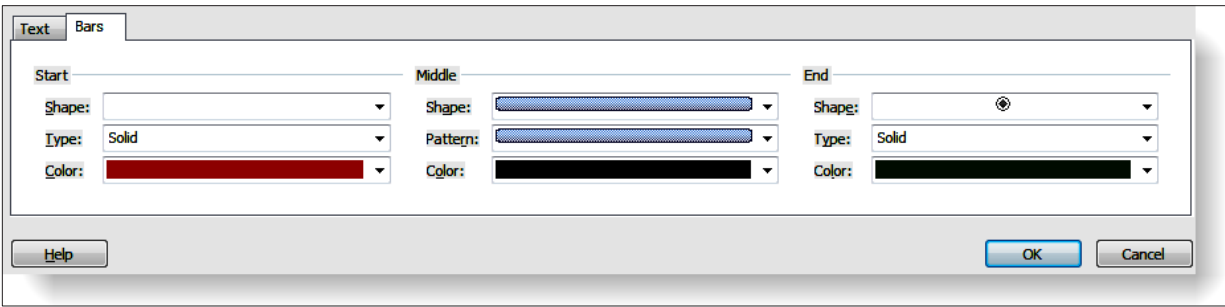 Text Bars
Start Middle End
Shape: Shape: Shape:
Type: Solid Pattern: Type: Solid
Color: Color: Color:
Help OK Cancel